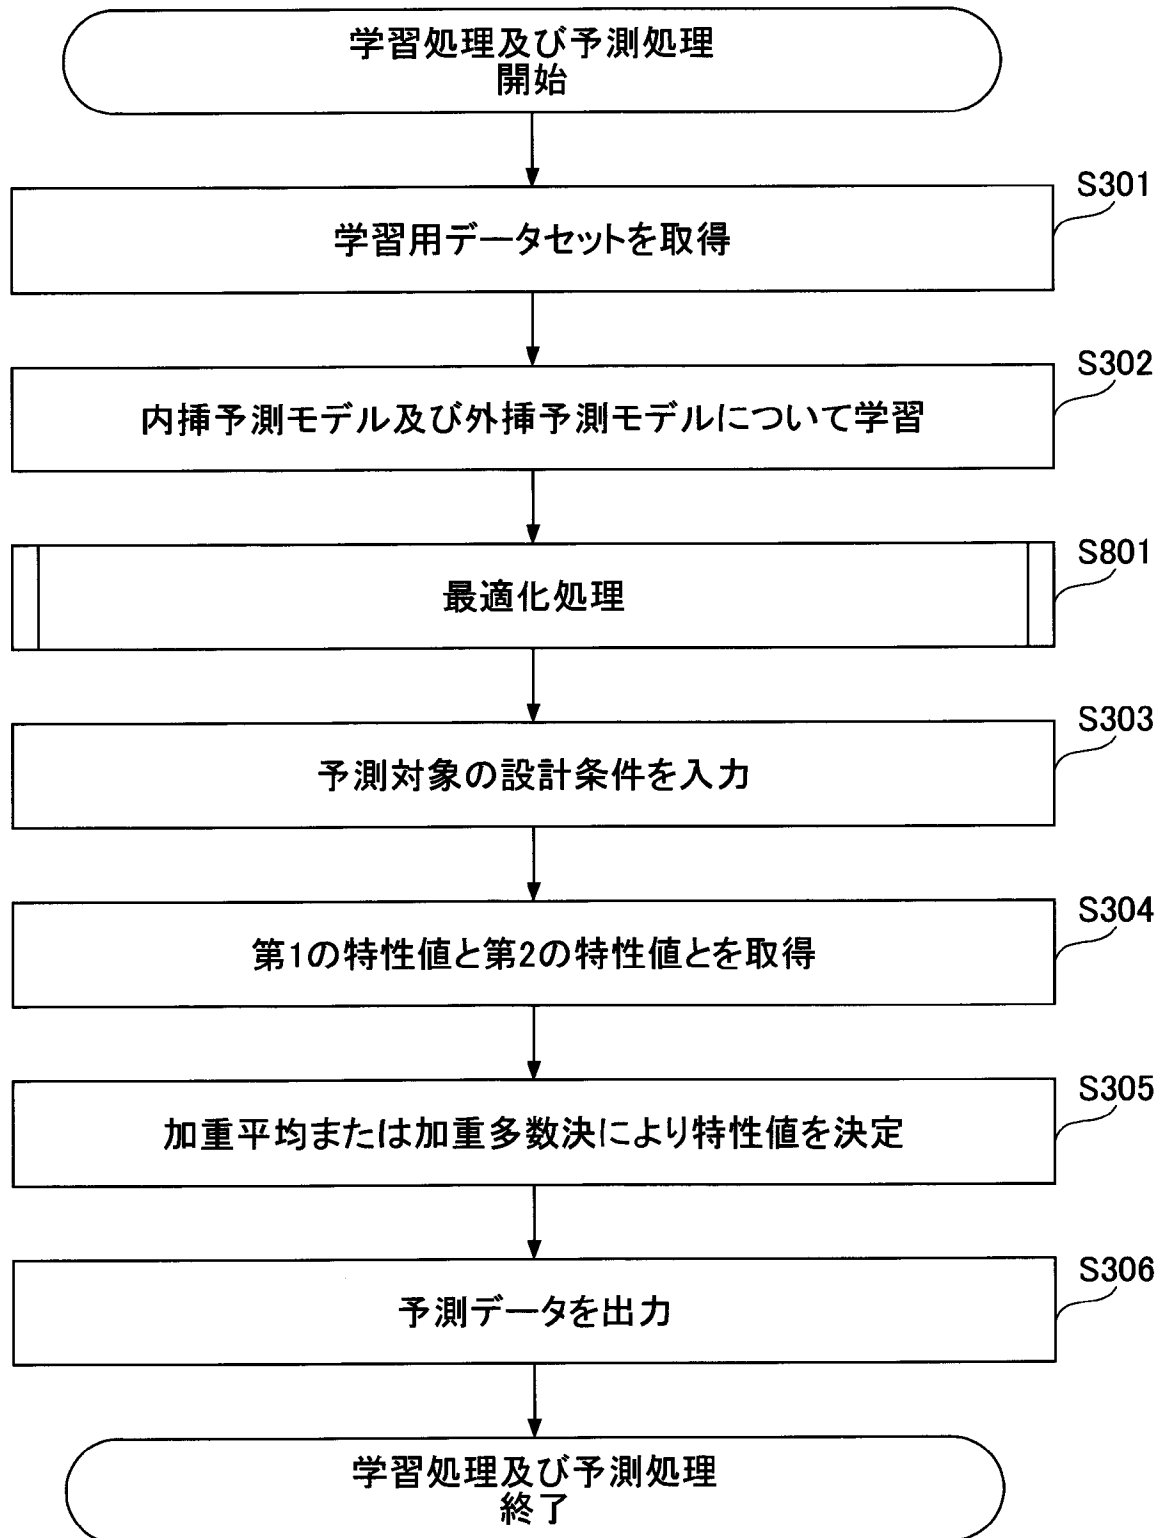 学習処理及び予測処理
開始
S301
学習用データセットを取得
S302
内挿予測モデル及び外挿予測モデルについて学習
S801
最適化処理
S303
予測対象の設計条件を入力
S304
第1の特性値と第2の特性値とを取得
S305
加重平均または加重多数決により特性値を決定
S306
予測データを出力
学習処理及び予測処理
終了